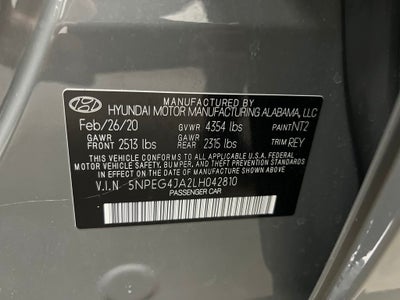 MANUFACTURED BY
HYUNDAI MOTOR MANUFACTURING ALABAMA, LLC
Feb/26/20 GVWR 4354 lbs PAINT NT2
GAWR FRONT 2513 lbs GAWR REAR 2315 lbs TRIM REY
THIS VEHICLE CONFORMS TO ALL APPLICABLE U.S. FEDERAL
MOTOR VEHICLE SAFETY, BUMPER, AND THEFT PREVENTION
STANDARDS IN EFFECT ON THE DATE OF MANUFACTURE SHOWN ABOVE.
V.I.N 5NPEG4JA2LH042810
PASSENGER CAR